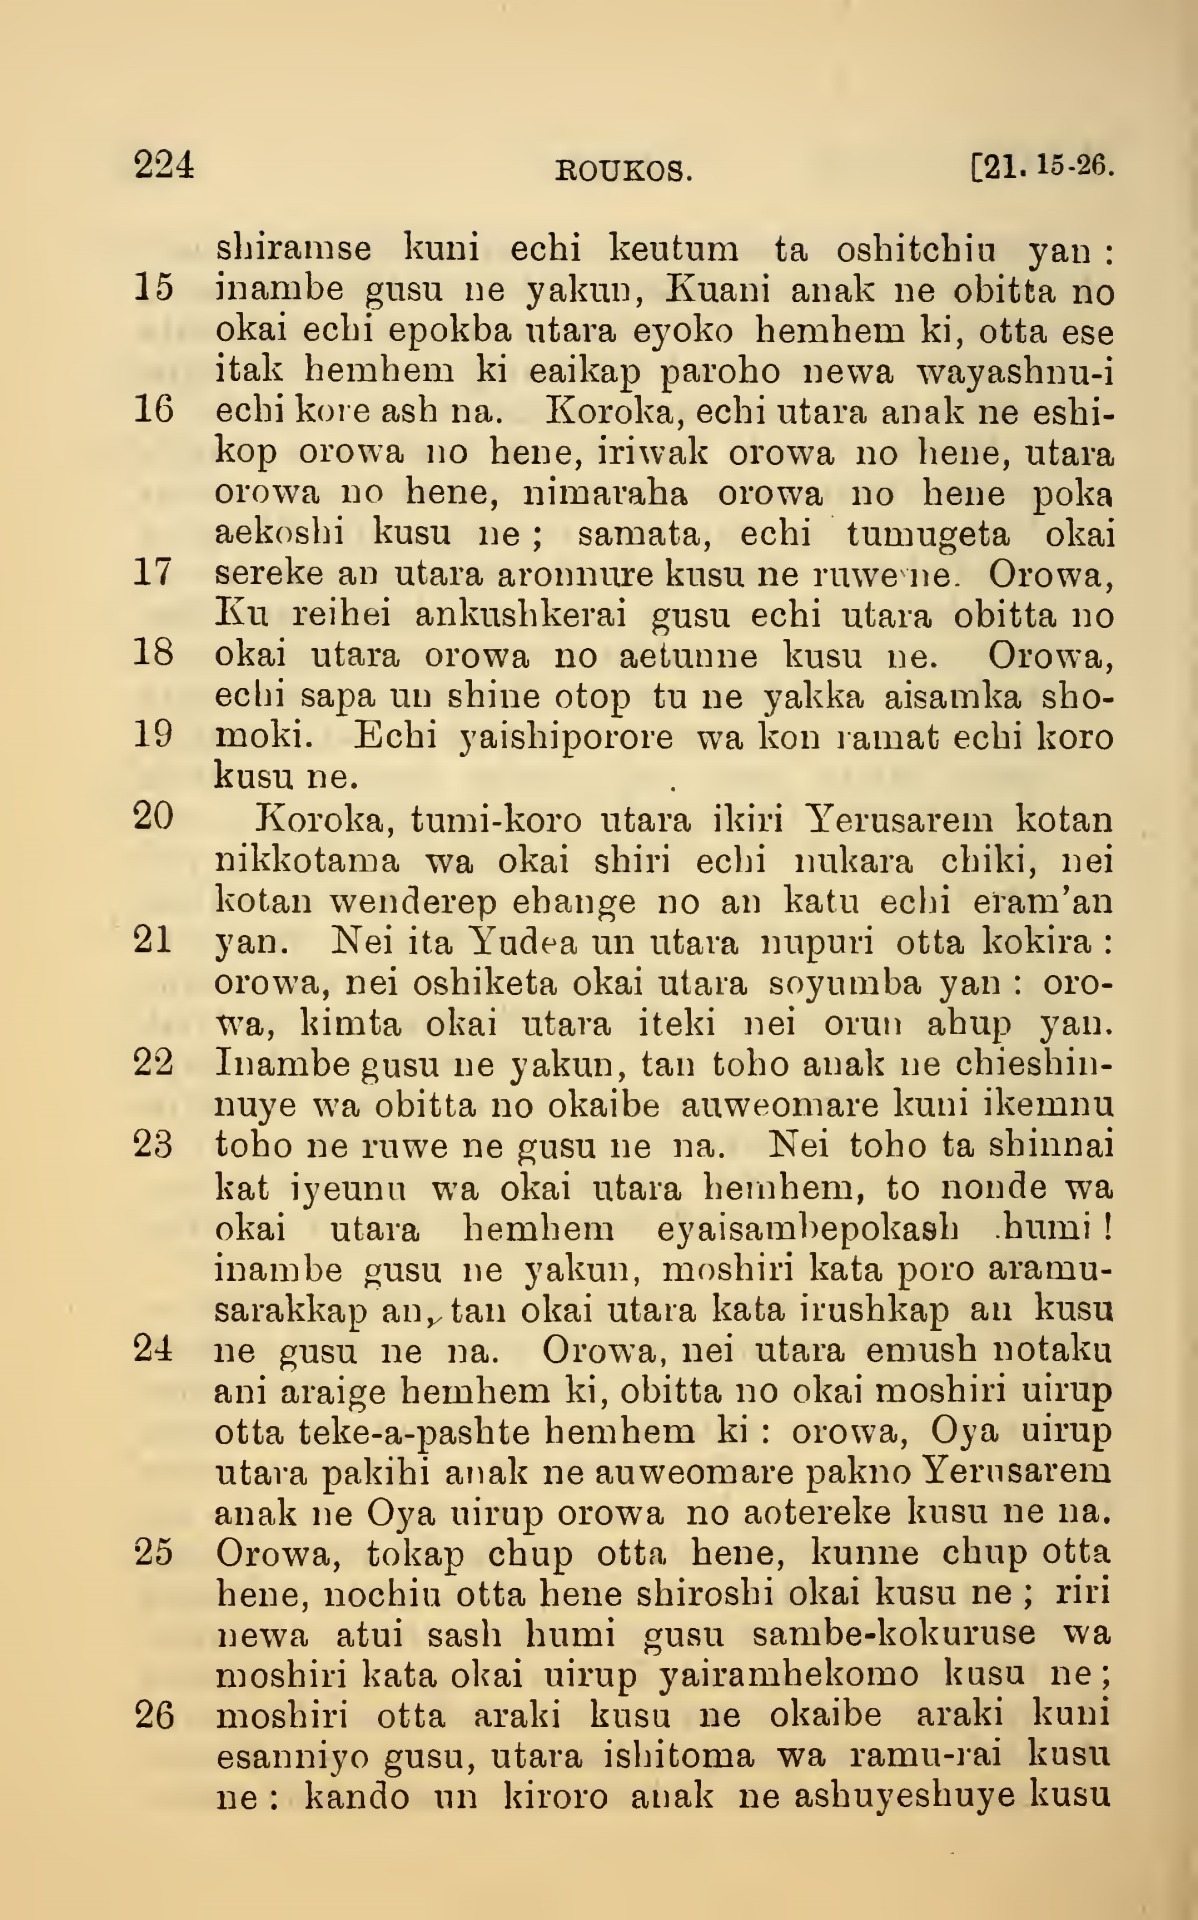 224 ROUKOS. [21. 15-26.
shiramse kuni echi keutum ta oshitchiu yan :
15 inambe gusu ne yakun, Kuani anak ne obitta no
okai echi epokba utara eyoko hemhem ki, otta ese
itak hemhem ki eaikap paroho newa wayashnu-i
16 echi kore ash na. Koroka, echi utara anak ne eshi-
kop orowa no hene, iriwak orowa no hene, utara
orowa no hene, nimaraha orowa no hene poka
aekoshi kusu ne ; samata, echi tumugeta okai
17 sereke an utara aronnure kusu ne ruwe ne. Orowa,
Ku reihei ankushkerai gusu echi utara obitta no
18 okai utara orowa no aetunne kusu ne. Orowa,
echi sapa un shine otop tu ne yakka aisamka sho-
19 moki. Echi yaishiporore wa kon ramat echi koro
kusu ne.
20 Koroka, tumi-koro utara ikiri Yerusarem kotan
nikkotama wa okai shiri echi nukara chiki, nei
kotan wenderep ehange no an katu echi eram'an
21 yan. Nei ita Yudea un utara nupuri otta kokira :
orowa, nei oshiketa okai utara soyumba yan : oro-
wa, kimta okai utara iteki nei orun ahup yan.
22 Inambe gusu ne yakun, tan toho anak ne chieshin-
nuye wa obitta no okaibe auweomare kuni ikemnu
23 toho ne ruwe ne gusu ne na. Nei toho ta shinnai
kat iyeunu wa okai utara hemhem, to nonde wa
okai utara hemhem eyaisambepokash humi !
inambe gusu ne yakun, moshiri kata poro aramu-
sarakkap an, tan okai utara kata irushkap an kusu
24 ne gusu ne na. Orowa, nei utara emush notaku
ani araige hemhem ki, obitta no okai moshiri uirup
otta teke-a-pashte hemhem ki : orowa, Oya uirup
utara pakihi anak ne auweomare pakno Yerusarem
anak ne Oya uirup orowa no aotereke kusu ne na.
25 Orowa, tokap chup otta hene, kunne chup otta
hene, nochiu otta hene shiroshi okai kusu ne ; riri
newa atui sash humi gusu sambe-kokuruse wa
moshiri kata okai uirup yairamhekomo kusu ne ;
26 moshiri otta araki kusu ne okaibe araki kuni
esanniyo gusu, utara ishitoma wa ramu-rai kusu
ne : kando un kiroro anak ne ashuyeshuye kusu